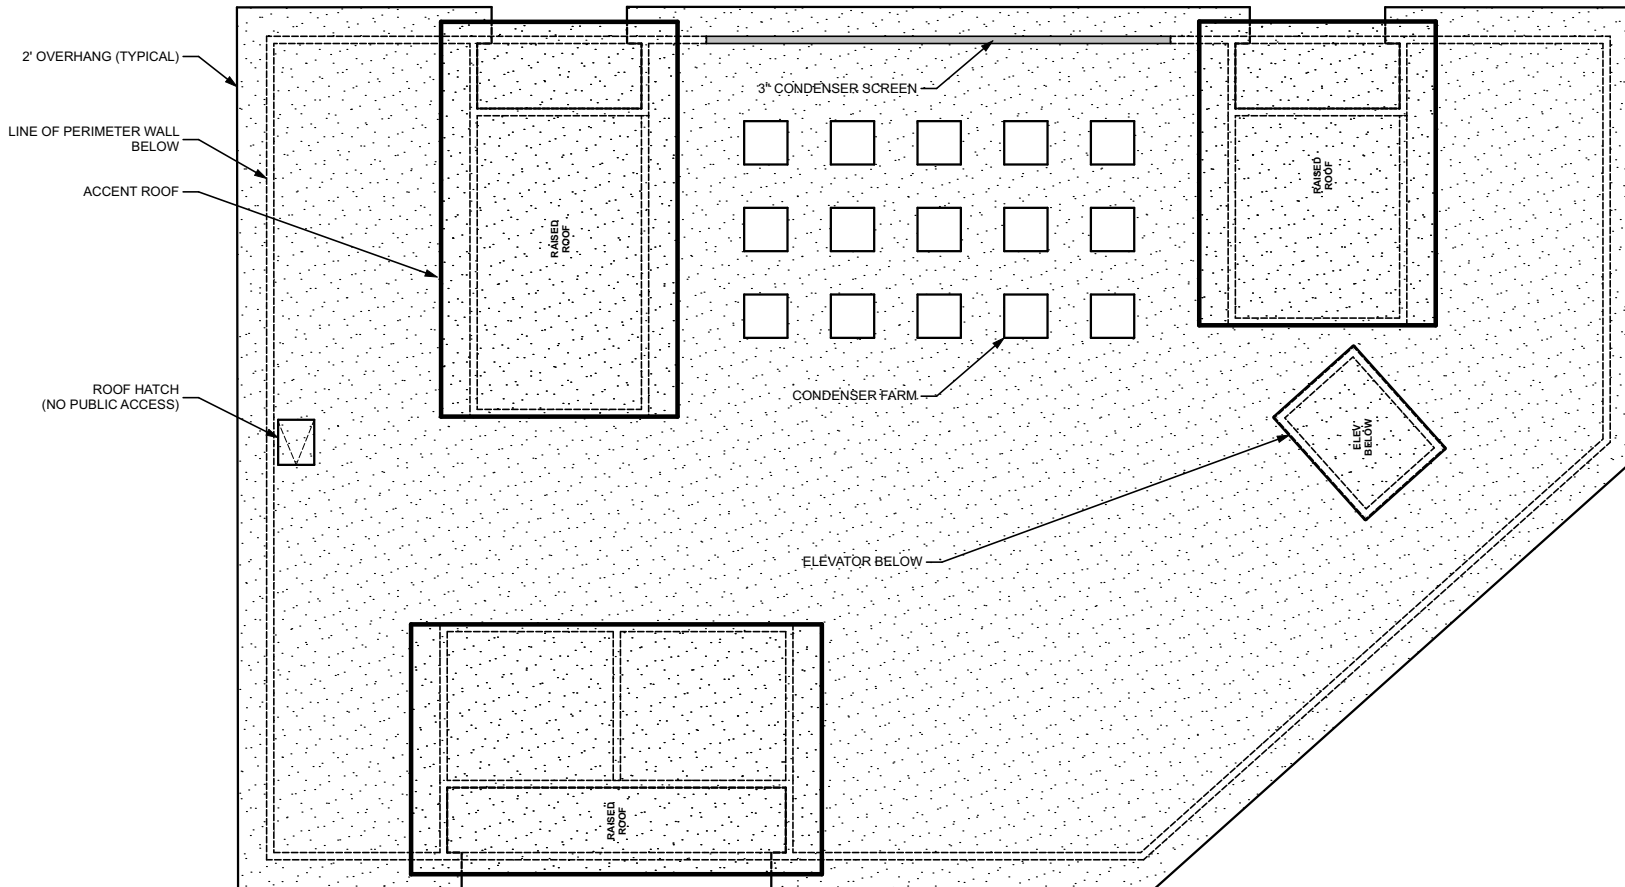 2' OVERHANG (TYPICAL)
3" CONDENSER SCREEN
LINE OF PERIMETER WALL
BELOW
ACCENT ROOF
RAISED
ROOF
RAISED
ROOF
ROOF HATCH
(NO PUBLIC ACCESS)
CONDENSER FARM
ELEV
BELOW
ELEVATOR BELOW
RAISED
ROOF